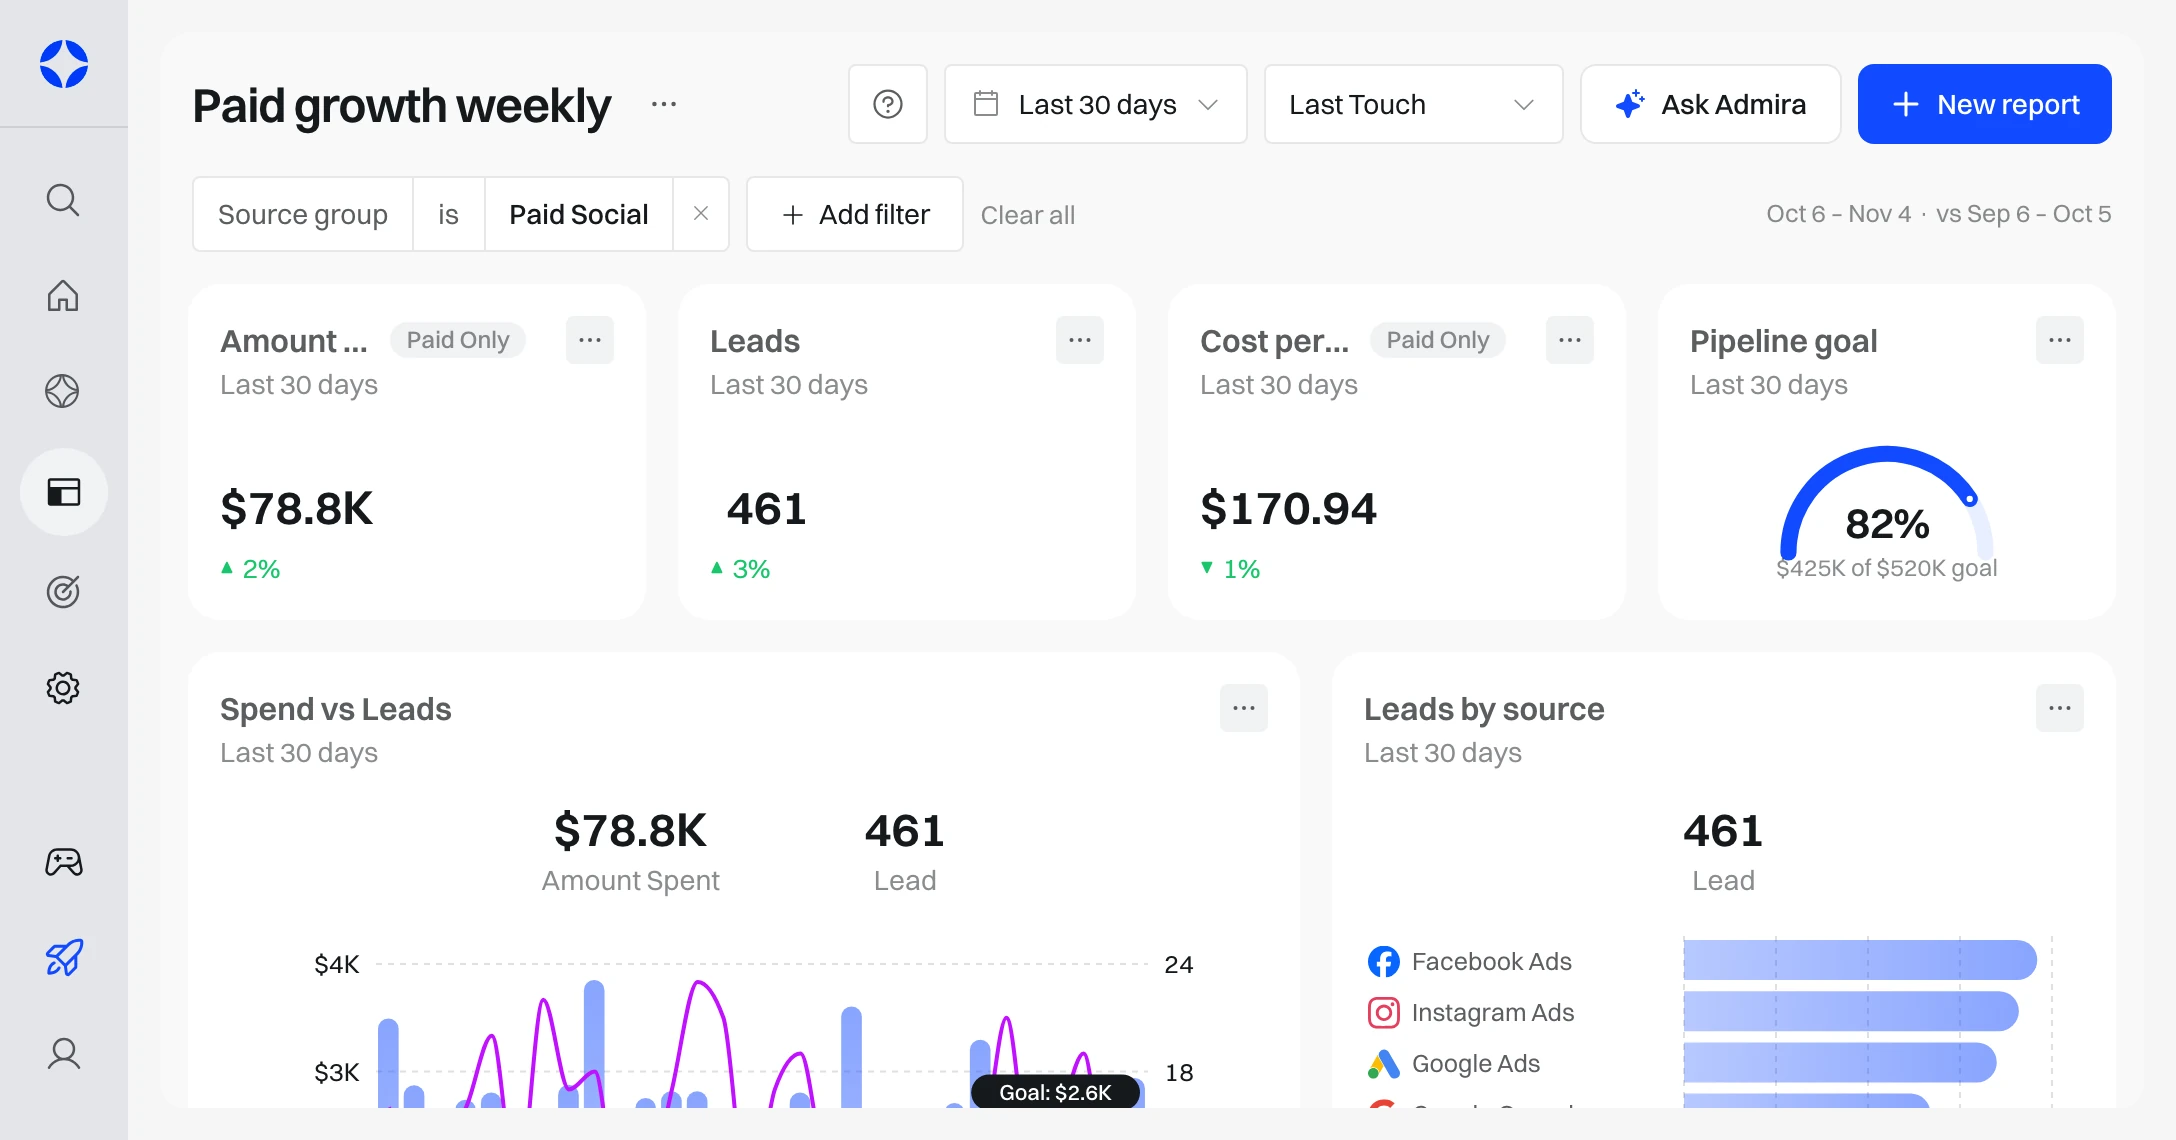 Paid growth weekly ...
Last 30 days
Last Touch
Ask Admira
+ New report
Source group is Paid Social ×
+ Add filter
Clear all
Oct 6 – Nov 4 · vs Sep 6 – Oct 5
Amount ... Paid Only
Last 30 days
$78.8K
2%
Leads
Last 30 days
461
3%
Cost per... Paid Only
Last 30 days
$170.94
1%
Pipeline goal
Last 30 days
82%
$425K of $520K goal
Spend vs Leads
Last 30 days
$78.8K
Amount Spent
461
Lead
$4K
24
$3K
18
Goal: $2.6K
Leads by source
Last 30 days
461
Lead
Facebook Ads
Instagram Ads
Google Ads